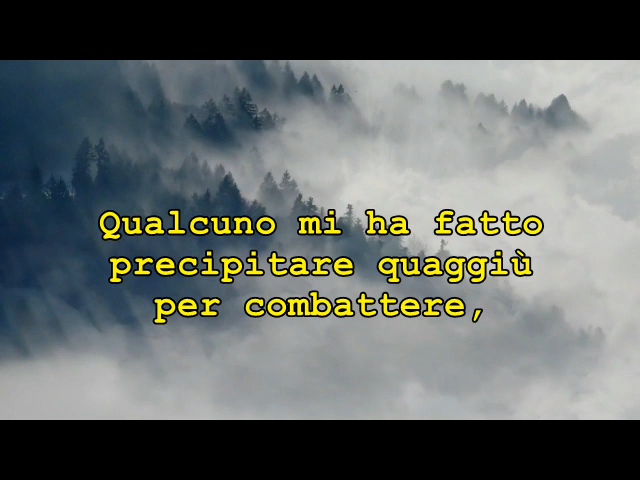 Qualcuno mi ha fatto
precipitare quaggiù
per combattere,